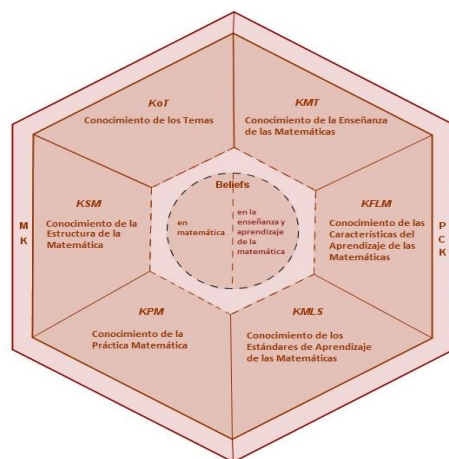 KoT
Conocimiento de los Temas
KMT
Conocimiento de la Enseñanza
de las Matemáticas
KSM
Conocimiento de la
Estructura de la
Matemática
Beliefs
en
matemática
en la
enseñanza y
aprendizaje
de la
matemática
KFLM
Conocimiento de las
Características del
Aprendizaje de las
Matemáticas
M
K
P
C
K
KPM
Conocimiento de la
Práctica Matemática
KMLS
Conocimiento de los
Estándares de Aprendizaje
de las Matemáticas